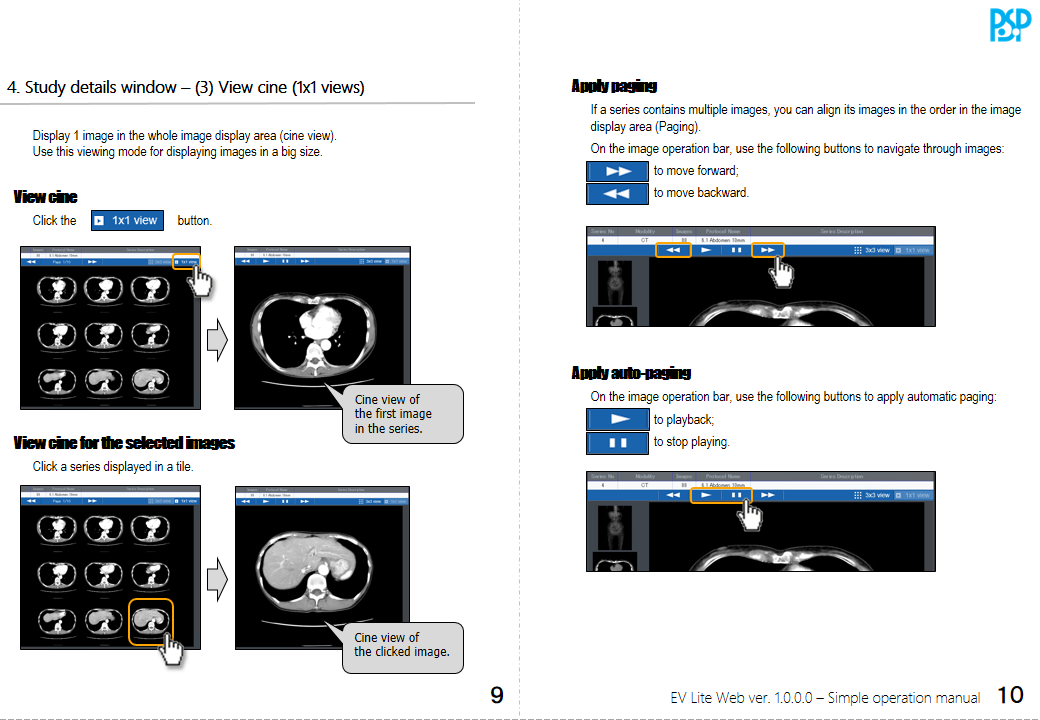 PSP
4. Study details window – (3) View cine (1x1 views)
Display 1 image in the whole image display area (cine view).
Use this viewing mode for displaying images in a big size.
View cine
Click the 1x1 view button.
Cine view of
the first image
in the series.
View cine for the selected images
Click a series displayed in a tile.
Cine view of
the clicked image.
9
Apply paging
If a series contains multiple images, you can align its images in the order in the image
display area (Paging).
On the image operation bar, use the following buttons to navigate through images:
to move forward;
to move backward.
Series No Modality Images Protocol Name Series Description
CT 5.1 Abdomen 10mm
3x3 view 1x1 view
Apply auto-paging
On the image operation bar, use the following buttons to apply automatic paging:
to playback;
to stop playing.
Series No Modality Images Protocol Name Series Description
CT 5.1 Abdomen 10mm
3x3 view 1x1 view
EV Lite Web ver. 1.0.0.0 – Simple operation manual 10